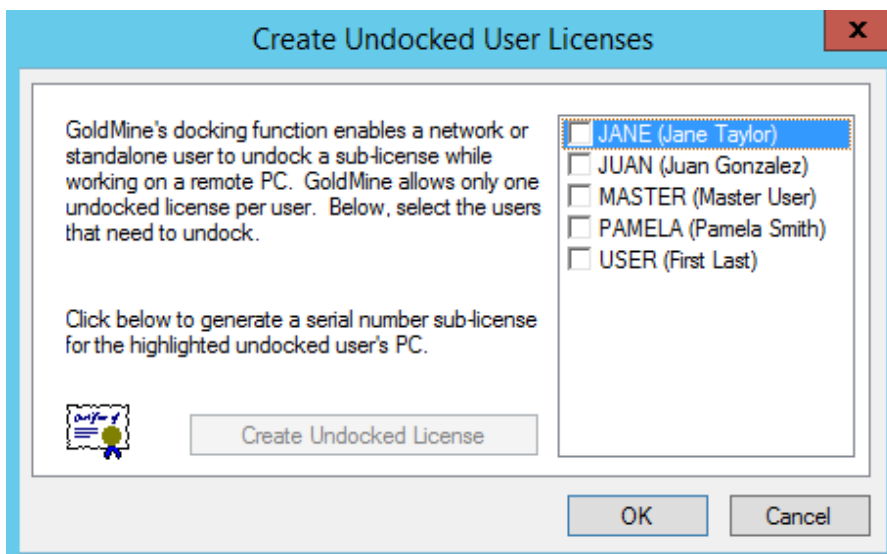 Create Undocked User Licenses
x
GoldMine's docking function enables a network or
standalone user to undock a sub-license while
working on a remote PC. GoldMine allows only one
undocked license per user. Below, select the users
that need to undock.
Click below to generate a serial number sub-license
for the highlighted undocked user's PC.
Create Undocked License
JANE (Jane Taylor)
JUAN (Juan Gonzalez)
MASTER (Master User)
PAMELA (Pamela Smith)
USER (First Last)
OK
Cancel